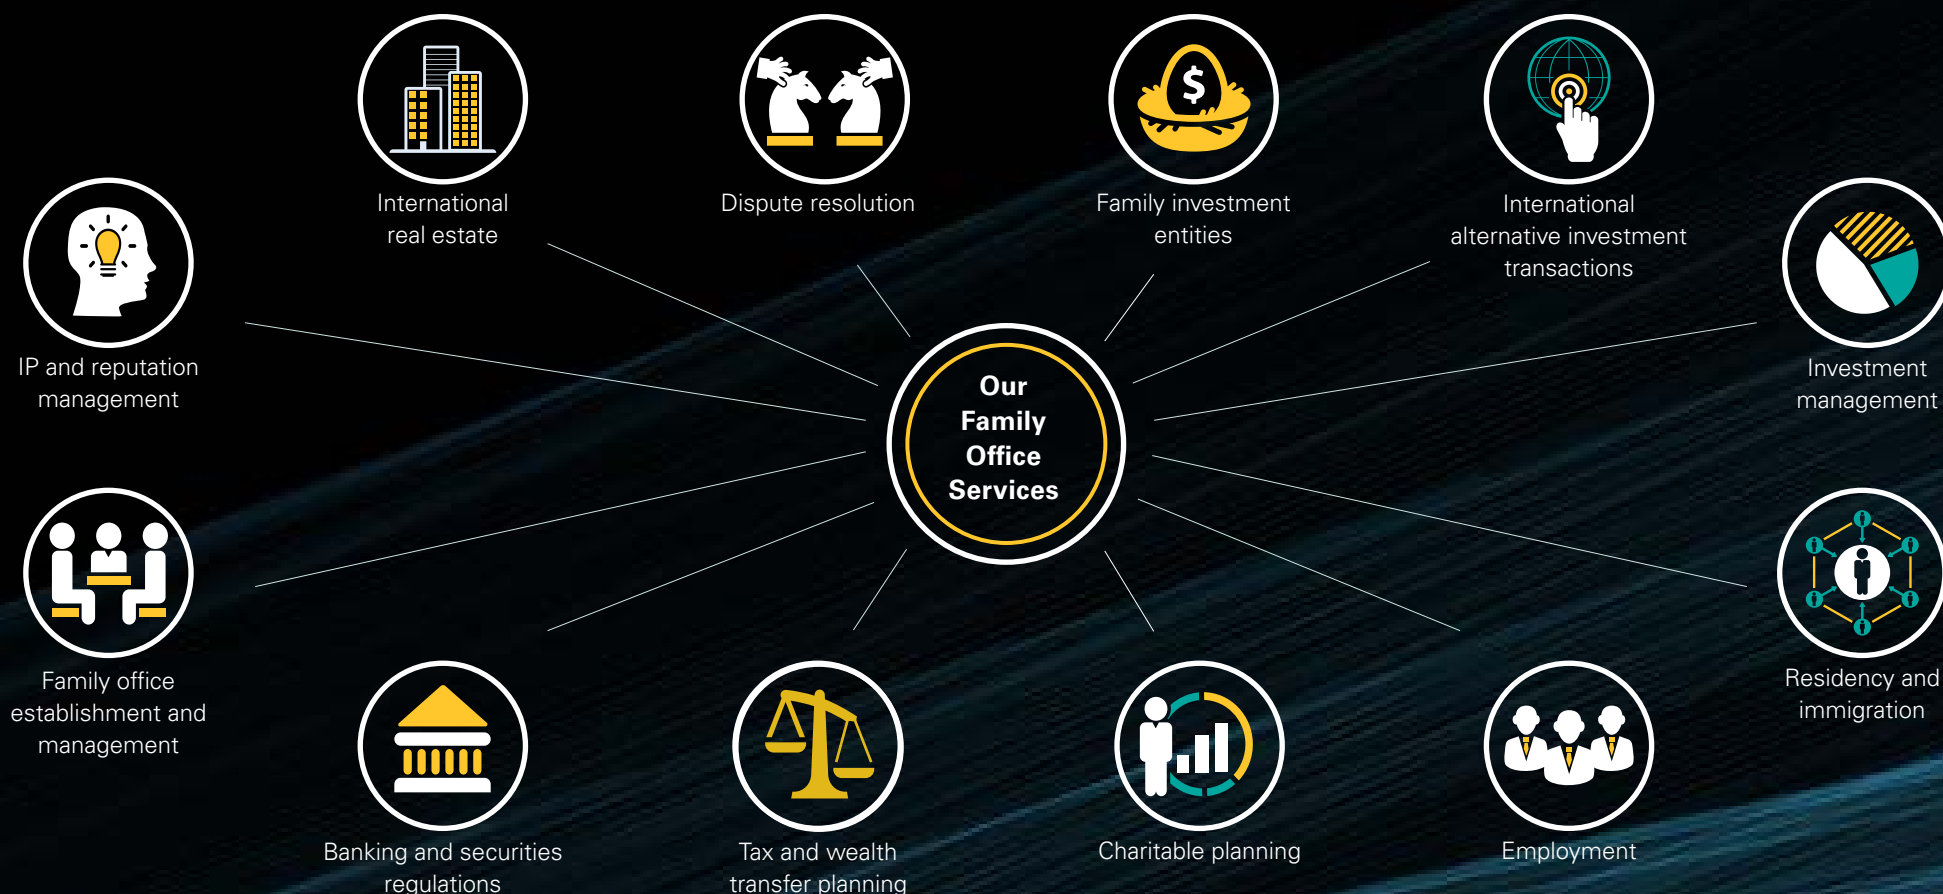 International
real estate
Dispute resolution
Family investment
entities
International
alternative investment
transactions
IP and reputation
management
Investment
management
Our
Family
Office
Services
$
Family office
establishment and
management
Residency and
immigration
Banking and securities
regulations
Tax and wealth
transfer planning
Charitable planning
Employment